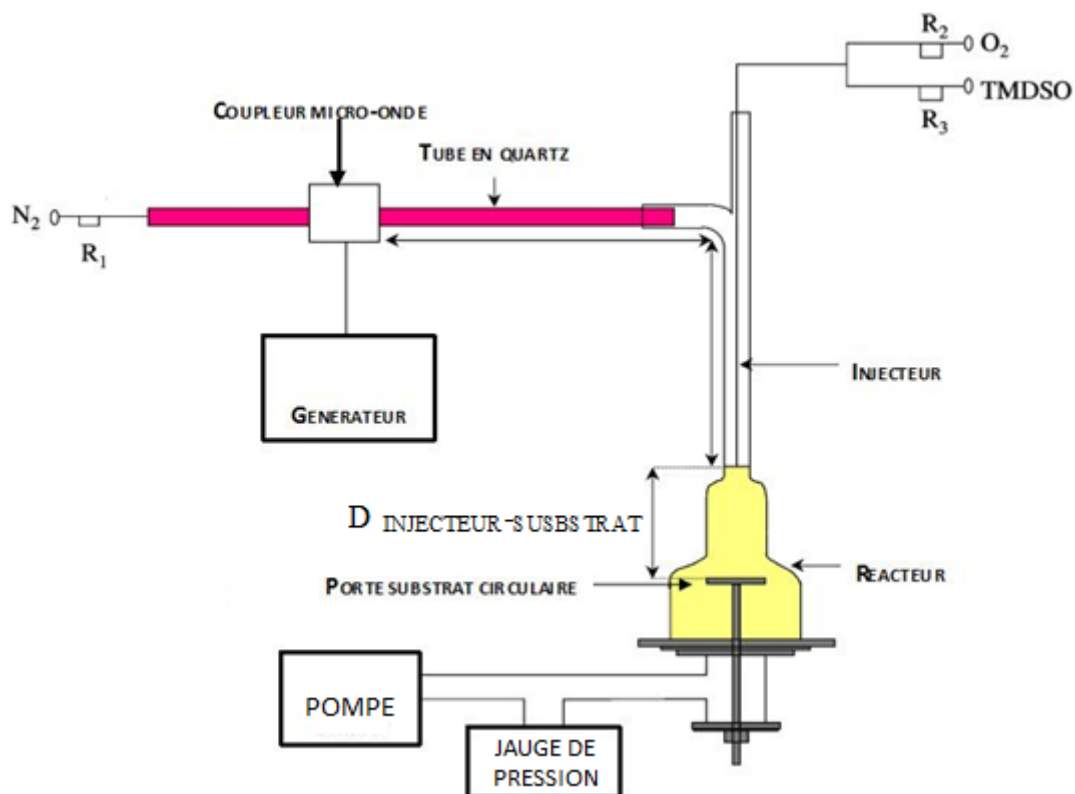 R2
O2
TMDSO
R3
COUPLEUR MICRO-ONDE
TUBE EN QUARTZ
N2
R1
INJECTEUR
GENERATEUR
D INJECTEUR-SUSBSTRAT
PORTE SUBSTRAT CIRCULAIRE
REACTEUR
POMPE
JAUGE DE
PRESSION